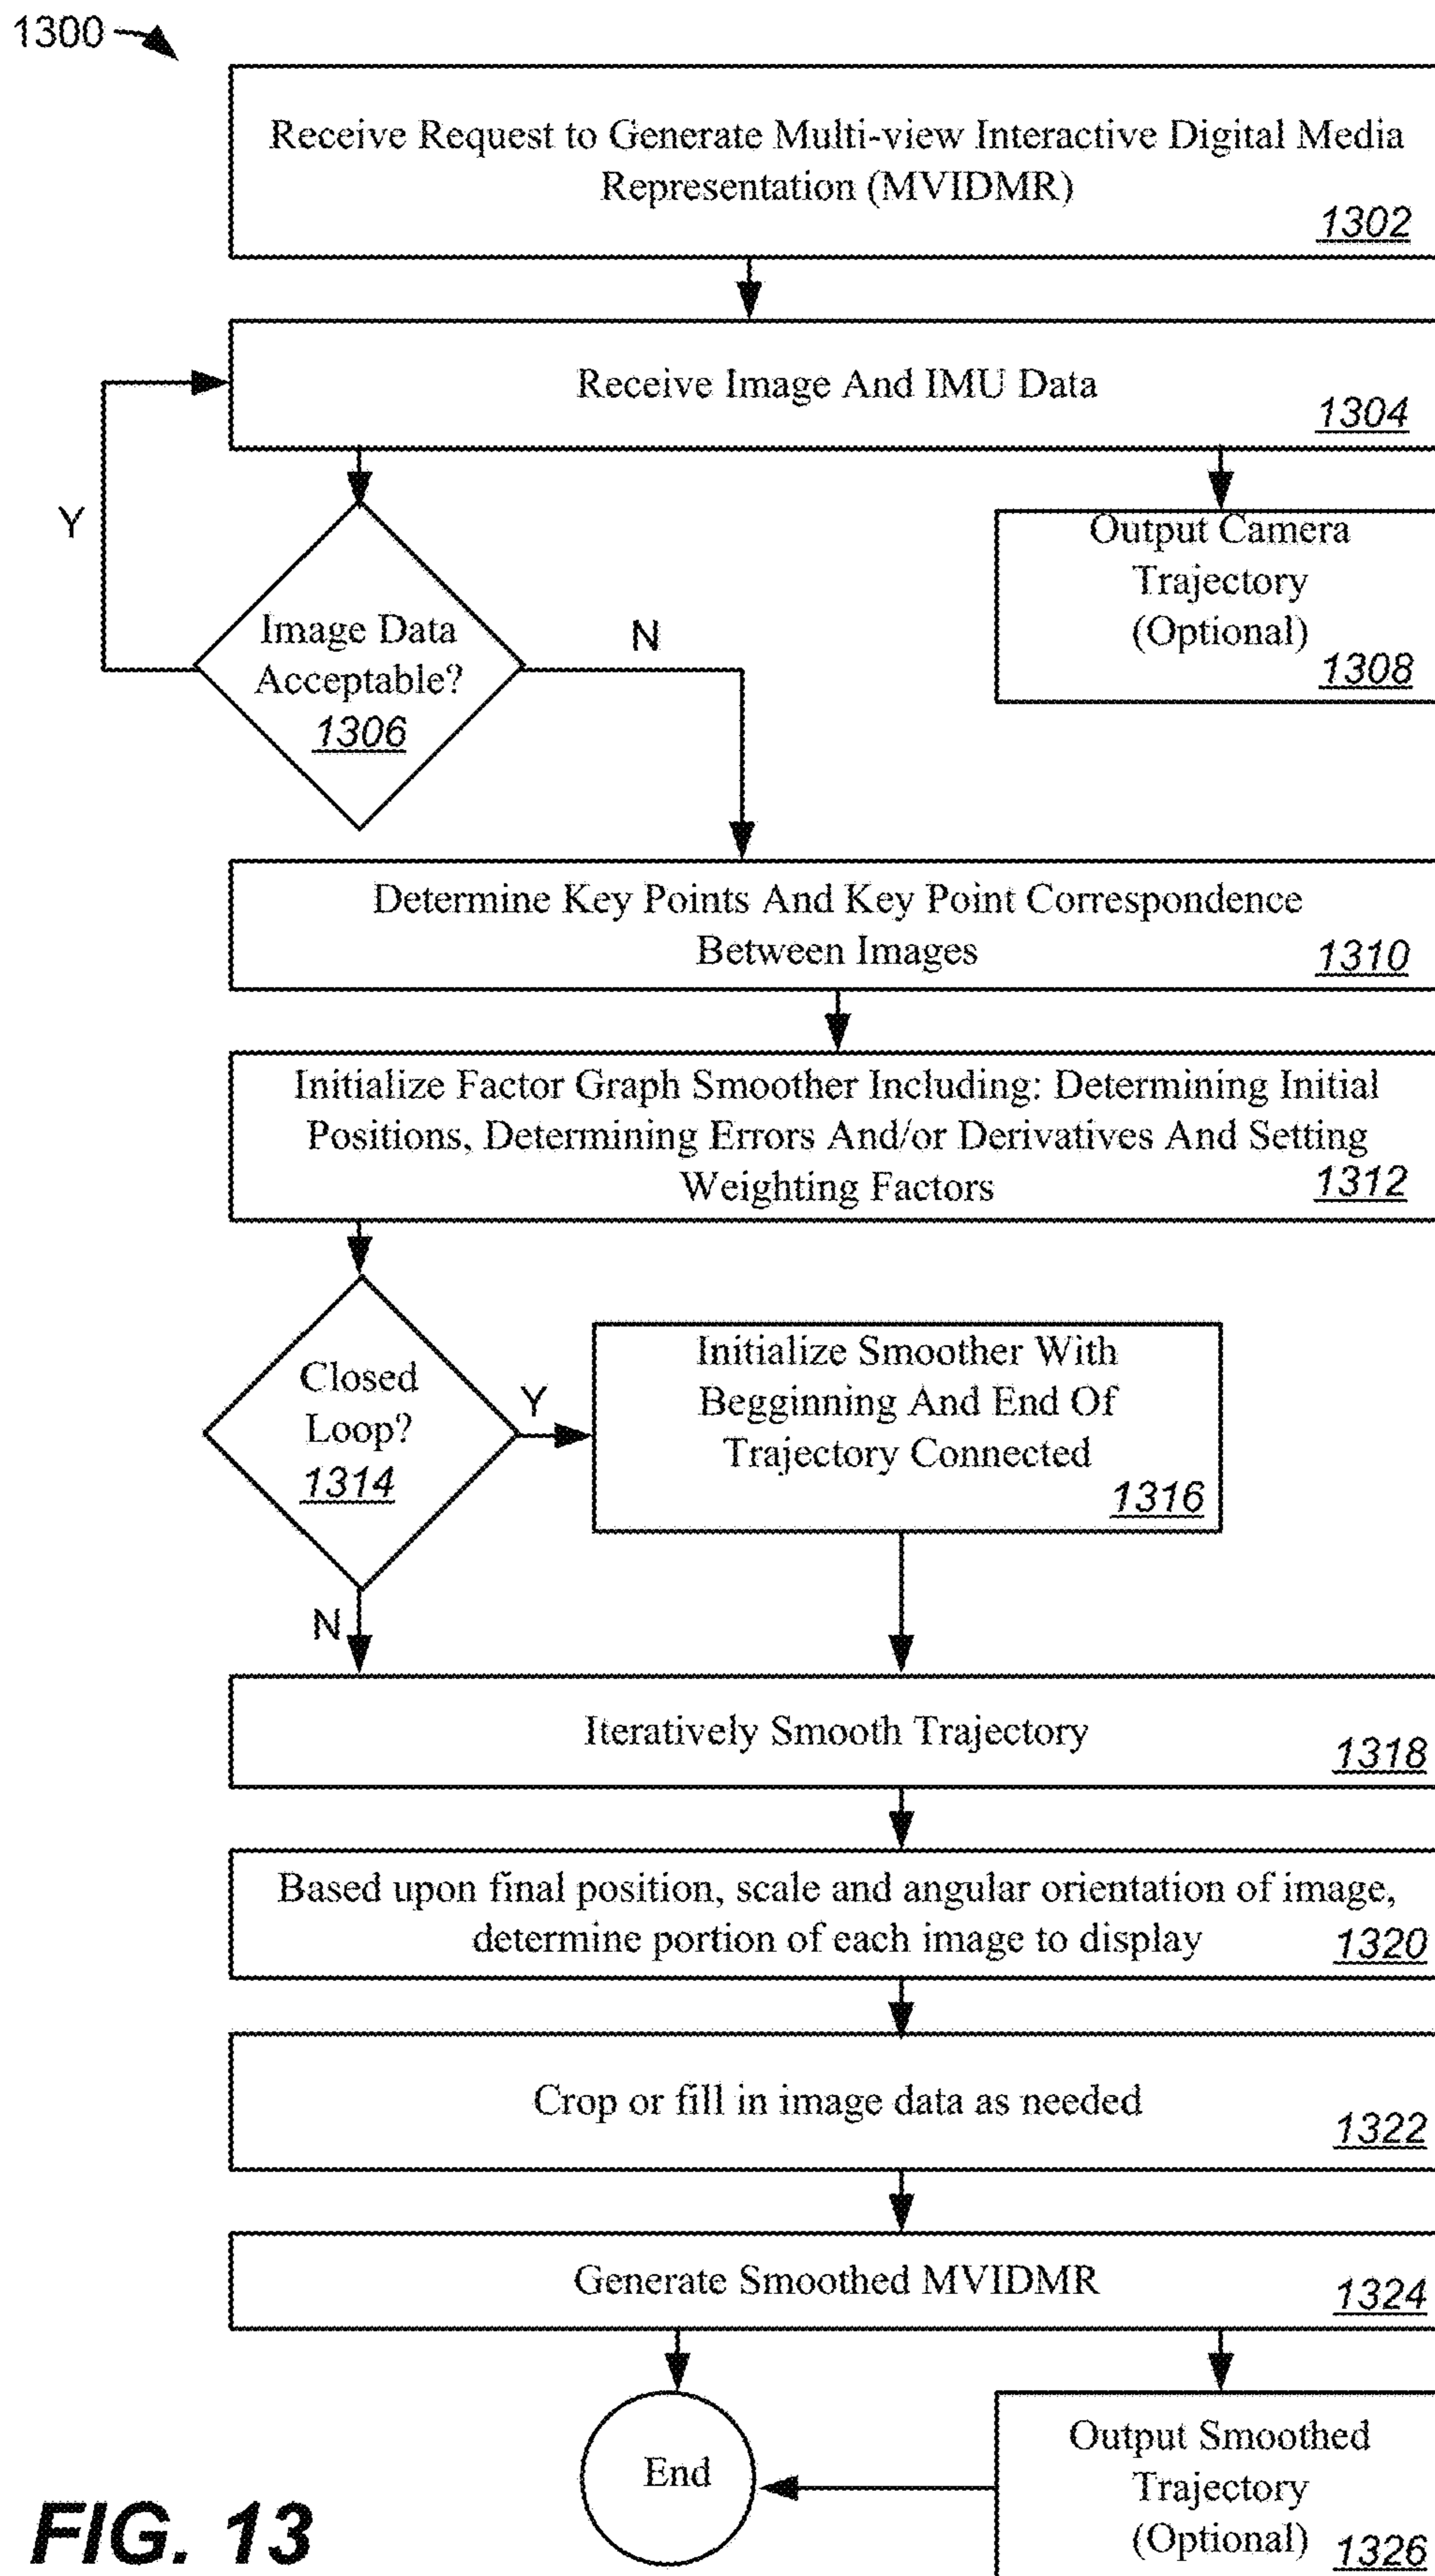 1300
Receive Request to Generate Multi-view Interactive Digital Media
Representation (MVIDMR)
1302
Receive Image And IMU Data
1304
Y
Image Data
Acceptable?
1306
N
Output Camera
Trajectory
(Optional)
1308
Determine Key Points And Key Point Correspondence
Between Images
1310
Initialize Factor Graph Smoother Including: Determining Initial
Positions, Determining Errors And/or Derivatives And Setting
Weighting Factors
1312
Closed
Loop?
1314
Y
Initialize Smoother With
Begginning And End Of
Trajectory Connected
1316
N
Iteratively Smooth Trajectory
1318
Based upon final position, scale and angular orientation of image,
determine portion of each image to display
1320
Crop or fill in image data as needed
1322
Generate Smoothed MVIDMR
1324
End
Output Smoothed
Trajectory
(Optional)
1326
FIG. 13